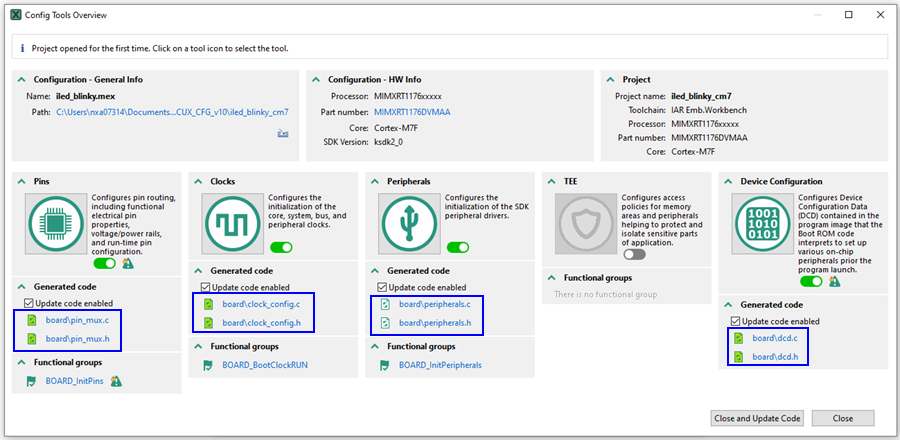 Config Tools Overview
Project opened for the first time. Click on a tool icon to select the tool.
Configuration - General Info
Name: iled_blinky.mex
Path: C:\Users\nxa07314\Documents...CUX_CFG_v10\iled_blinky_cm7
Configuration - HW Info
Processor: MIMXRT1176xxxxx
Part number: MIMXRT1176DVMAA
Core: Cortex-M7F
SDK Version: ksdk2_0
Project
Project name: iled_blinky_cm7
Toolchain: IAR Emb.Workbench
Processor: MIMXRT1176xxxxx
Part number: MIMXRT1176DVMAA
Core: Cortex-M7F
Pins
Configures pin routing,
including functional
electrical pin
properties,
voltage/power rails,
and run-time pin
configuration.
Generated code
Update code enabled
board\pin_mux.c
board\pin_mux.h
Functional groups
BOARD_InitPins
Clocks
Configures the
initialization of the
core, system, bus, and
peripheral clocks.
Generated code
Update code enabled
board\clock_config.c
board\clock_config.h
Functional groups
BOARD_BootClockRUN
Peripherals
Configures the
initialization of the SDK
peripheral drivers.
Generated code
Update code enabled
board\peripherals.c
board\peripherals.h
Functional groups
BOARD_InitPeripherals
TEE
Configures access
policies for memory
areas and peripherals
helping to protect and
isolate sensitive parts
of application.
Functional groups
There is no functional group
Device Configuration
1001
1010
0101
Configures Device
Configuration Data
(DCD) contained in the
program image that the
Boot ROM code
interprets to set up
various on-chip
peripherals prior the
program launch.
Generated code
Update code enabled
board\dcd.c
board\dcd.h
Close and Update Code
Close